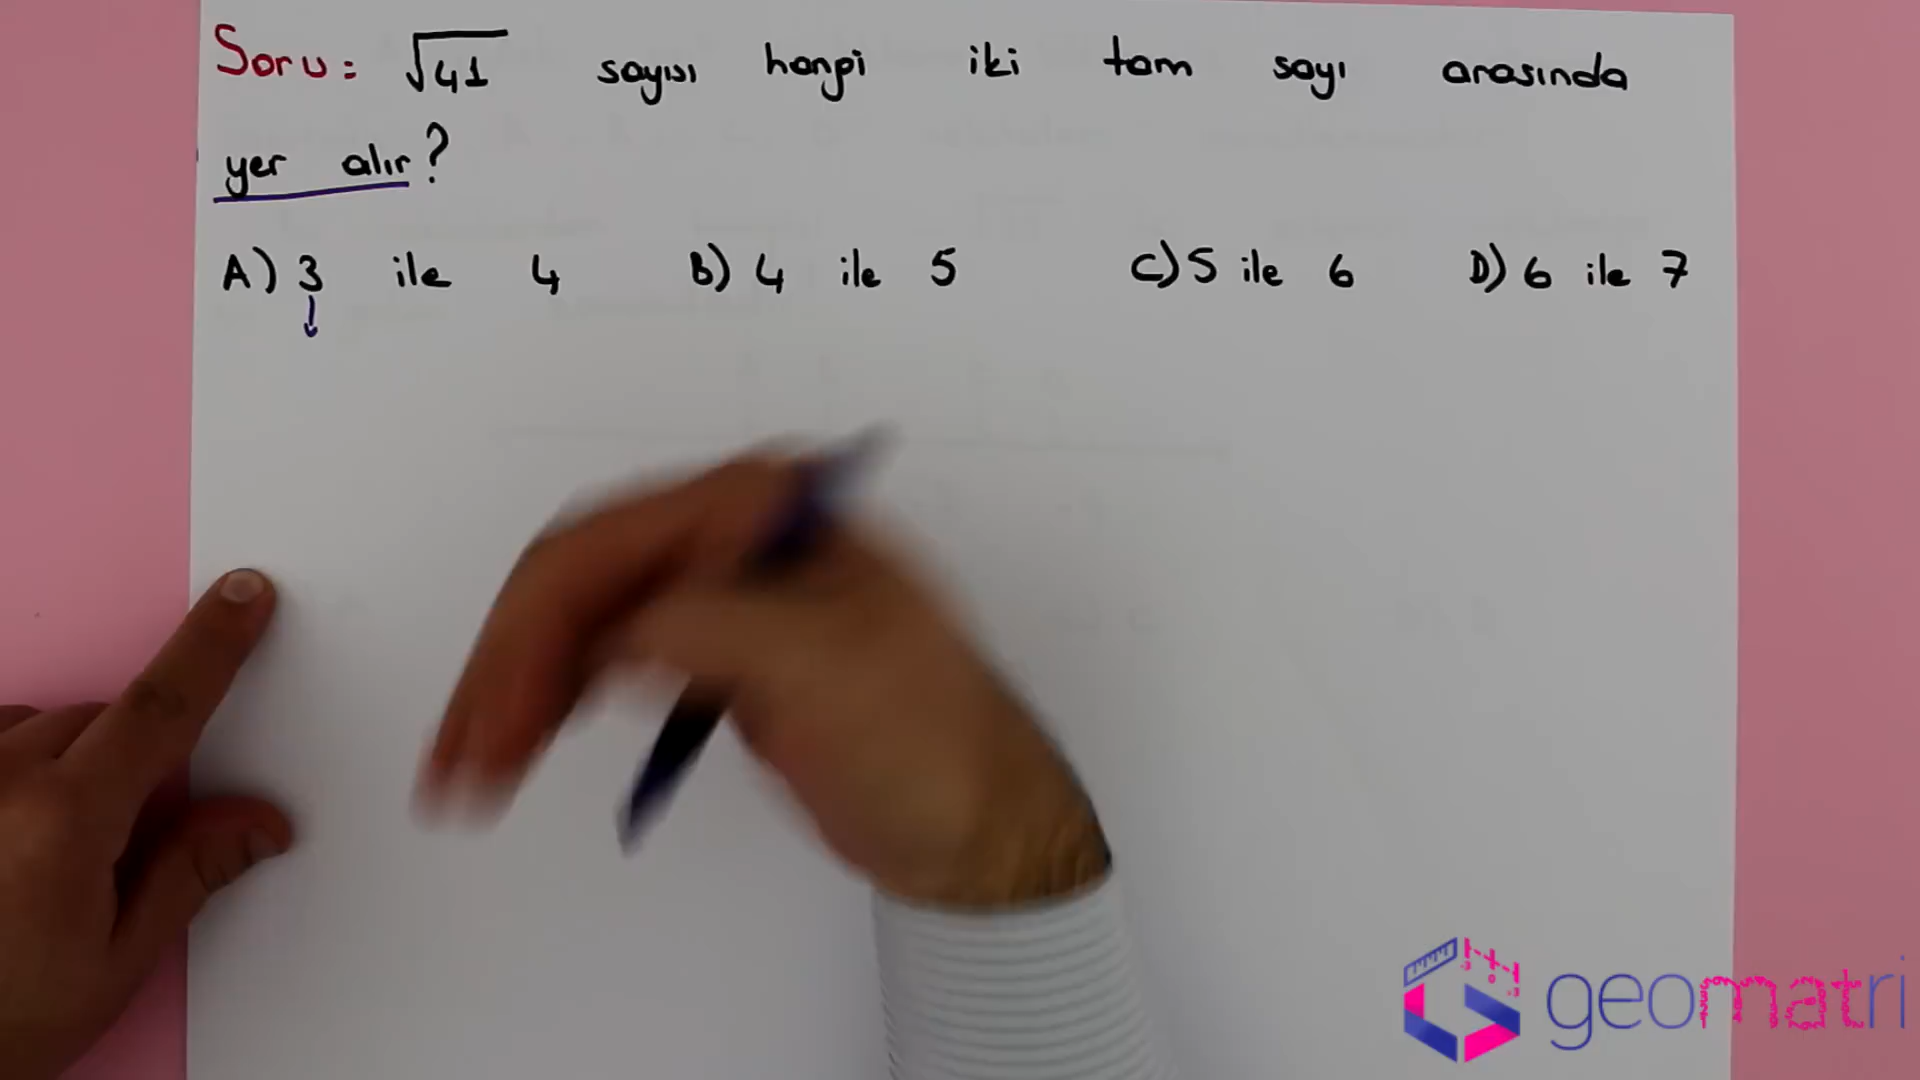 Soru: √41 sayısı hangi iki tam sayı arasında
yer alır?
A) 3 ile 4 B) 4 ile 5 C) 5 ile 6 D) 6 ile 7
geomatri